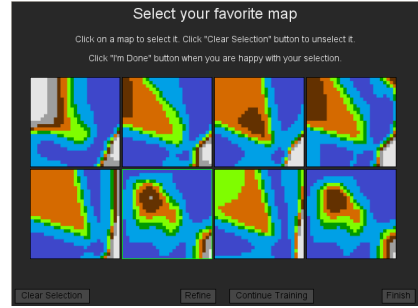 Select your favorite map
Click on a map to select it. Click "Clear Selection" button to unselect it.
Click "I'm Done" button when you are happy with your selection.
Clear Selection
Refine
Continue Training
Finish